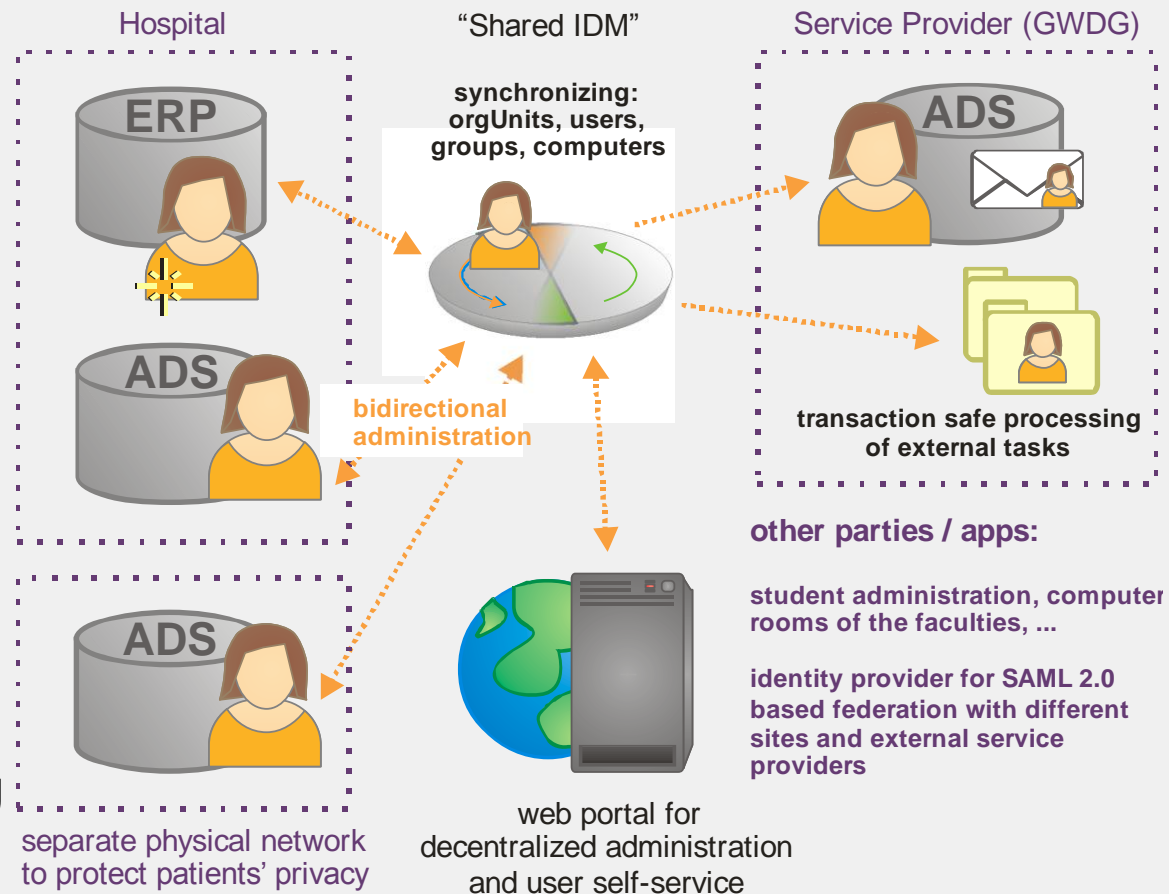 Hospital
ERP
ADS
ADS
separate physical network
to protect patients’ privacy
“Shared IDM”
synchronizing:
orgUnits, users,
groups, computers
bidirectional
administration
web portal for
decentralized administration
and user self-service
Service Provider (GWDG)
ADS
transaction safe processing
of external tasks
other parties / apps:
student administration, computer
rooms of the faculties, ...
identity provider for SAML 2.0
based federation with different
sites and external service
providers